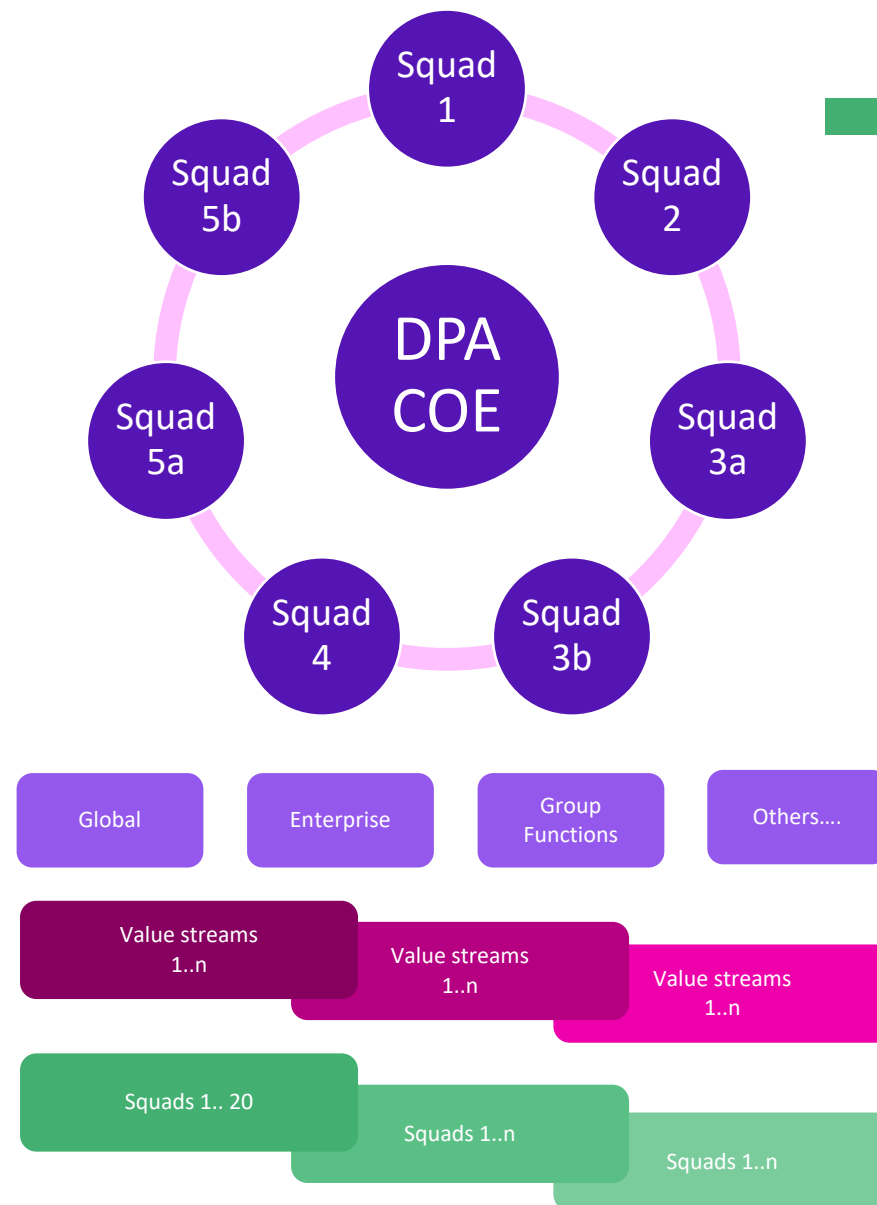 Squad
1
Squad
5b
Squad
2
DPA
COE
Squad
5a
Squad
3a
Squad
4
Squad
3b
Global
Enterprise
Group
Functions
Others....
Value streams
1..n
Value streams
1..n
Value streams
1..n
Squads 1.. 20
Squads 1..n
Squads 1..n